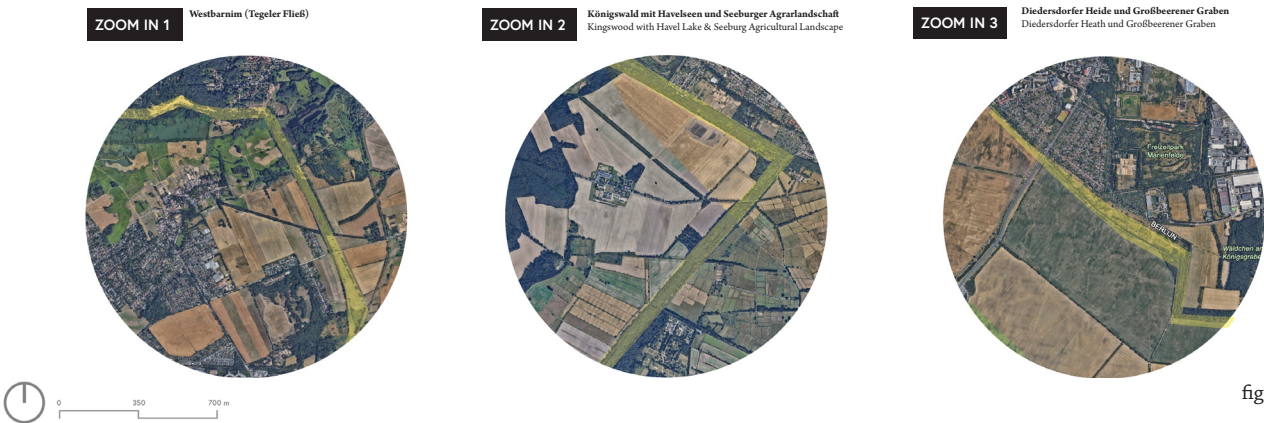 ZOOM IN 1
Westbarnim (Tegeler Fließ)
ZOOM IN 2
Königswald mit Havelseen und Seeburger Agrarlandschaft
Kingswood with Havel Lake & Seeburg Agricultural Landscape
ZOOM IN 3
Diedersdorfer Heide und Großbeerener Graben
Diedersdorfer Heath und Großbeerener Graben
Freizeitpark
Marienfelde
BERLIN
Wäldchen am
Königsgraben
0 350 700 m
fig